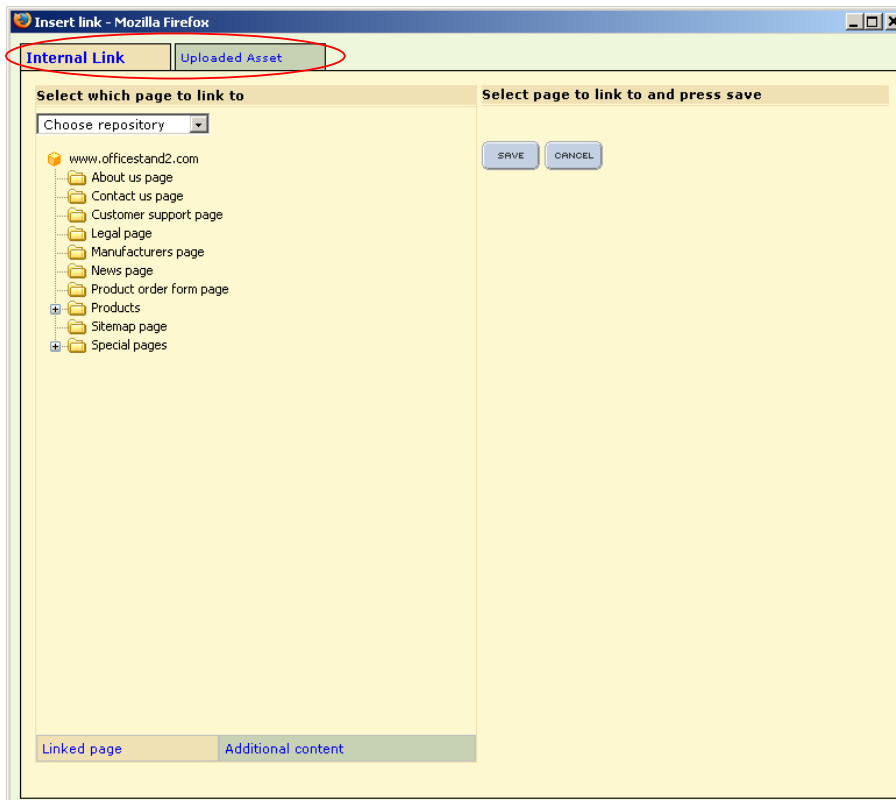 Insert link - Mozilla Firefox
Internal Link
Uploaded Asset
Select which page to link to
Choose repository
www.officestand2.com
About us page
Contact us page
Customer support page
Legal page
Manufacturers page
News page
Product order form page
Products
Sitemap page
Special pages
Linked page
Additional content
Select page to link to and press save
SAVE
CANCEL